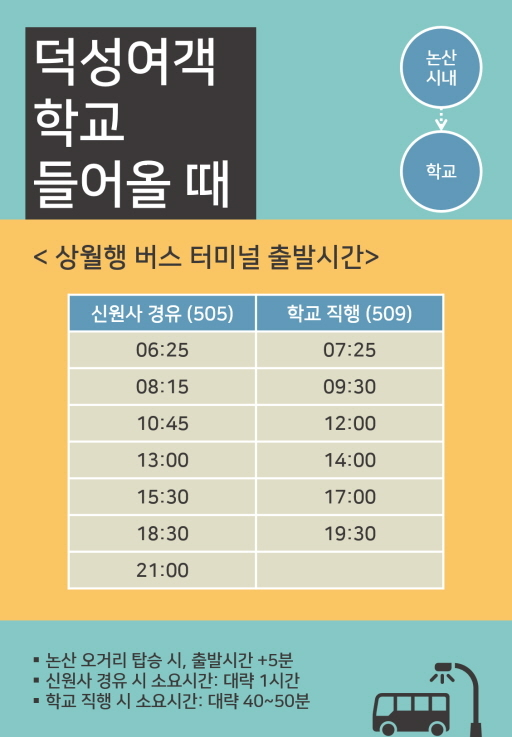 덕성여객
학교
들어올 때
논산
시내
학교
< 상월행 버스 터미널 출발시간>
신원사 경유 (505) 학교 직행 (509)
06:25 07:25
08:15 09:30
10:45 12:00
13:00 14:00
15:30 17:00
18:30 19:30
21:00
▪ 논산 오거리 탑승 시, 출발시간 +5분
▪ 신원사 경유 시 소요시간: 대략 1시간
▪ 학교 직행 시 소요시간: 대략 40~50분